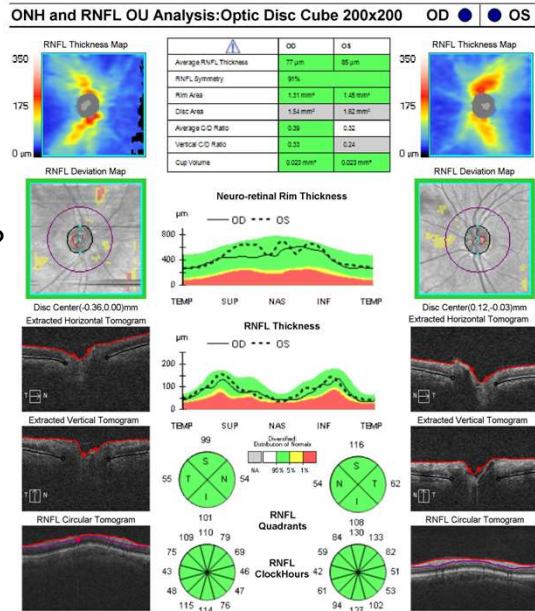 ONH and RNFL OU Analysis:Optic Disc Cube 200x200 OD OS
RNFL Thickness Map
350
175
0 µm
OD OS
Average RNFL Thickness 77 µm 85 µm
RNFL Symmetry 91%
Rim Area 1.31 mm² 1.45 mm²
Disc Area 1.54 mm² 1.62 mm²
Average C/D Ratio 0.39 0.32
Vertical C/D Ratio 0.33 0.24
Cup Volume 0.023 mm³ 0.023 mm³
RNFL Thickness Map
350
175
0 µm
RNFL Deviation Map
Disc Center(-0.36,0.00)mm
Neuro-retinal Rim Thickness
µm OD OS
800
400
0
TEMP SUP NAS INF TEMP
RNFL Deviation Map
Disc Center(0.12,-0.03)mm
Extracted Horizontal Tomogram
T N
RNFL Thickness
µm OD OS
200
100
0
TEMP SUP NAS INF TEMP
Extracted Horizontal Tomogram
N T
Extracted Vertical Tomogram
T N
Extracted Vertical Tomogram
N
Diversified:
Distribution of Normals
NA 95% 5% 1%
99
55 S T N I 54
101
116
54 S N T I 62
108
RNFL
Quadrants
RNFL Circular Tomogram
RNFL Circular Tomogram
RNFL
ClockHours
110
109 79
75 69
43 46
48 47
115 76
114
130
84 133
59 82
42 51
61 53
94 102
127